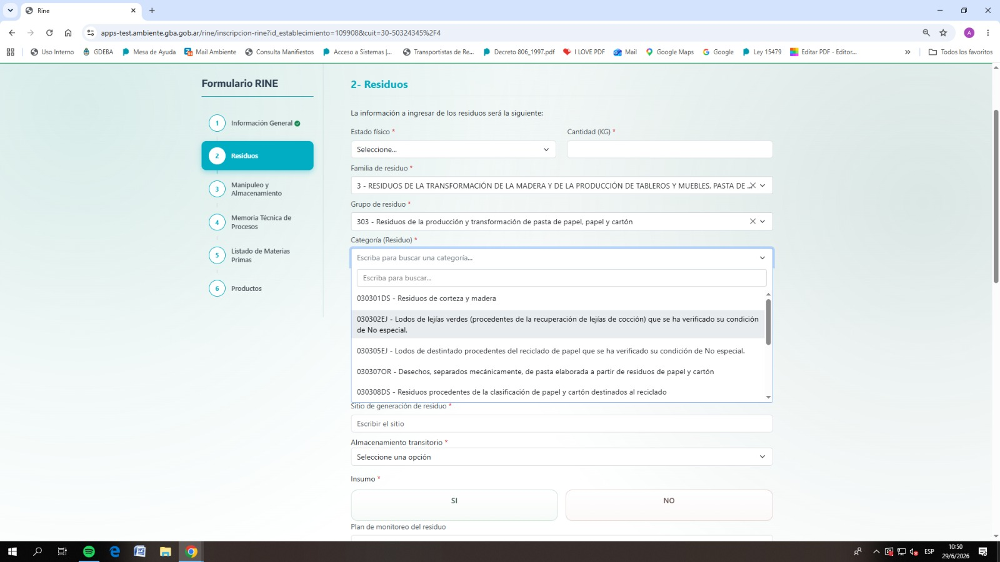 Rine
apps-test.ambiente.gba.gob.ar/rine/inscripcion-rine?id_establecimiento=109908&cuit=30-50324345%2F4
A
Uso Interno
GDEBA
Mesa de Ayuda
Mail Ambiente
Consulta Manifiestos
Acceso a Sistemas |...
Transportistas de Re...
Decreto 806_1997.pdf
I LOVE PDF
Mail
Google Maps
Google
Ley 15479
Editar PDF - Editor...
»
Todos los favoritos
Formulario RINE
1 Información General
2 Residuos
3 Manipuleo y
Almacenamiento
4 Memoria Técnica de
Procesos
5 Listado de Materias
Primas
6 Productos
2- Residuos
La información a ingresar de los residuos será la siguiente:
Estado físico *
Cantidad (KG) *
Seleccione...
Familia de residuo *
3 - RESIDUOS DE LA TRANSFORMACIÓN DE LA MADERA Y DE LA PRODUCCIÓN DE TABLEROS Y MUEBLES, PASTA DE ...
Grupo de residuo *
303 - Residuos de la producción y transformación de pasta de papel, papel y cartón
Categoría (Residuo) *
Escriba para buscar una categoría...
Escriba para buscar...
030301DS - Residuos de corteza y madera
030302EJ - Lodos de lejías verdes (procedentes de la recuperación de lejías de cocción) que se ha verificado su condición
de No especial.
030305EJ - Lodos de destintado procedentes del reciclado de papel que se ha verificado su condición de No especial.
030307OR - Desechos, separados mecánicamente, de pasta elaborada a partir de residuos de papel y cartón
030308DS - Residuos procedentes de la clasificación de papel y cartón destinados al reciclado
Sitio de generación de residuo *
Escribir el sitio
Almacenamiento transitorio *
Seleccione una opción
Insumo *
SI
NO
Plan de monitoreo del residuo
ESP
10:50
29/6/2026